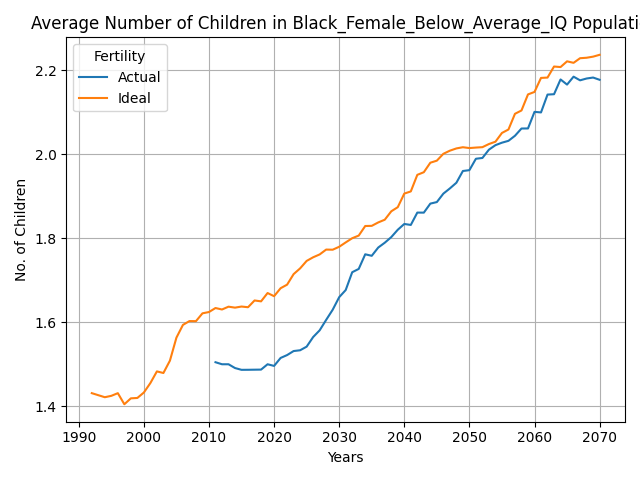 Average Number of Children in Black_Female_Below_Average_IQ Populati
Fertility
Actual
Ideal
No. of Children
2.2
2.0
1.8
1.6
1.4
1990 2000 2010 2020 2030 2040 2050 2060 2070
Years